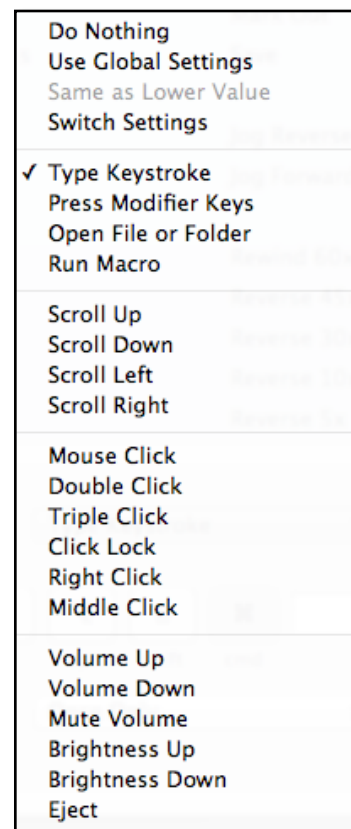 Do Nothing
Use Global Settings
Same as Lower Value
Switch Settings
✓ Type Keystroke
Press Modifier Keys
Open File or Folder
Run Macro
Scroll Up
Scroll Down
Scroll Left
Scroll Right
Mouse Click
Double Click
Triple Click
Click Lock
Right Click
Middle Click
Volume Up
Volume Down
Mute Volume
Brightness Up
Brightness Down
Eject